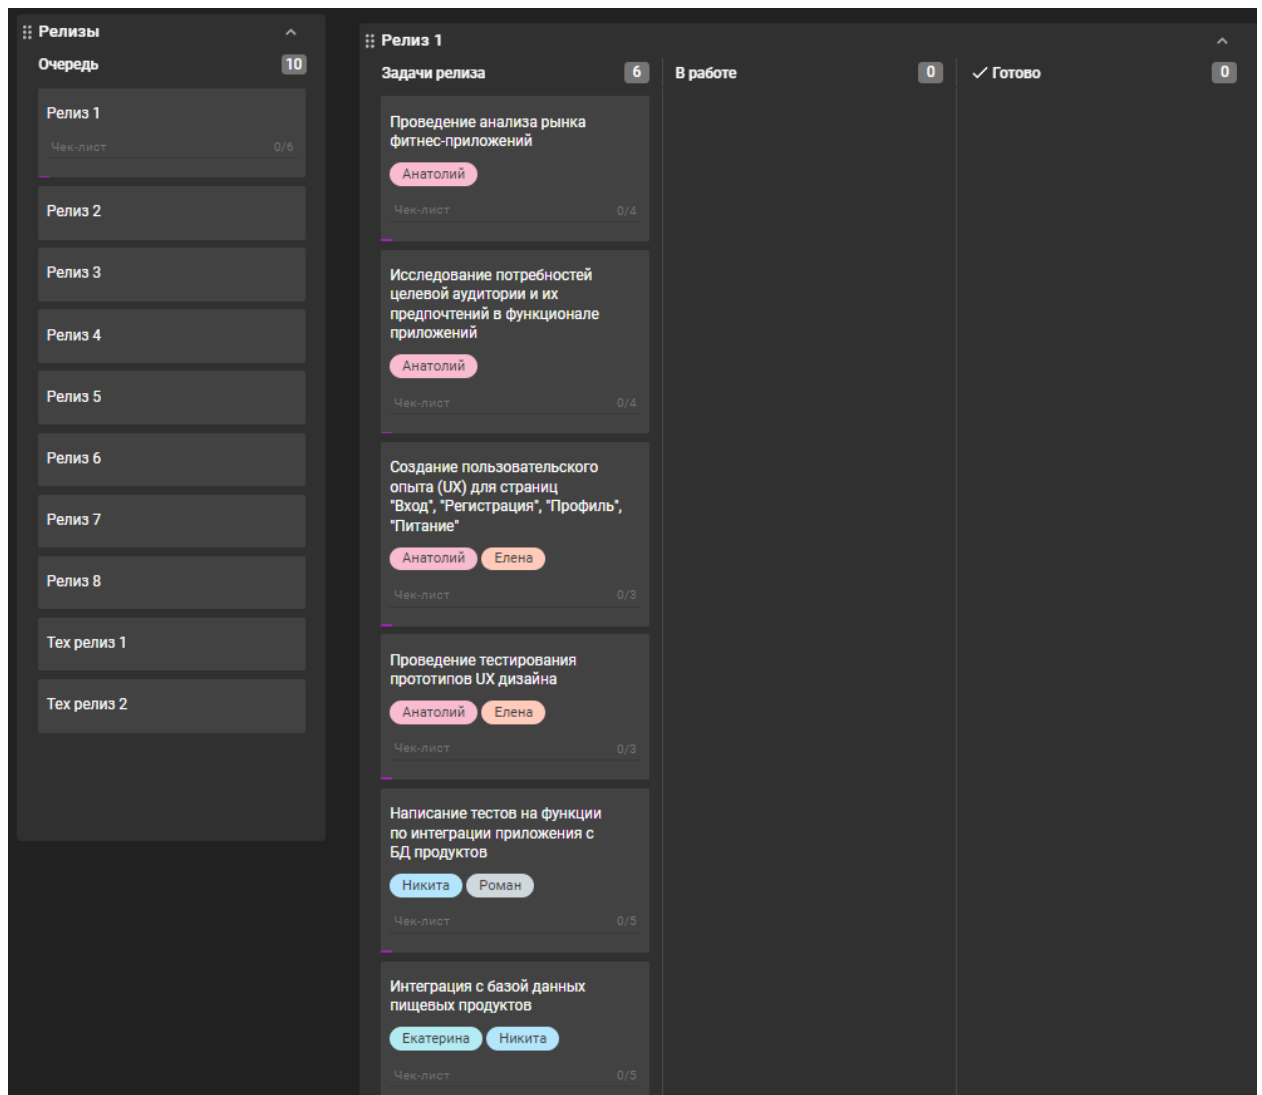 Релизы
Очередь 10
Релиз 1
Чек-лист 0/6
Релиз 2
Релиз 3
Релиз 4
Релиз 5
Релиз 6
Релиз 7
Релиз 8
Тех релиз 1
Тех релиз 2
Релиз 1
Задачи релиза 6
Проведение анализа рынка
фитнес-приложений
Анатолий
Чек-лист 0/4
Исследование потребностей
целевой аудитории и их
предпочтений в функционале
приложений
Анатолий
Чек-лист 0/4
Создание пользовательского
опыта (UX) для страниц
"Вход", "Регистрация", "Профиль",
"Питание"
Анатолий Елена
Чек-лист 0/3
Проведение тестирования
прототипов UX дизайна
Анатолий Елена
Чек-лист 0/3
Написание тестов на функции
по интеграции приложения с
БД продуктов
Никита Роман
Чек-лист 0/5
Интеграция с базой данных
пищевых продуктов
Екатерина Никита
Чек-лист 0/5
В работе 0
Готово 0